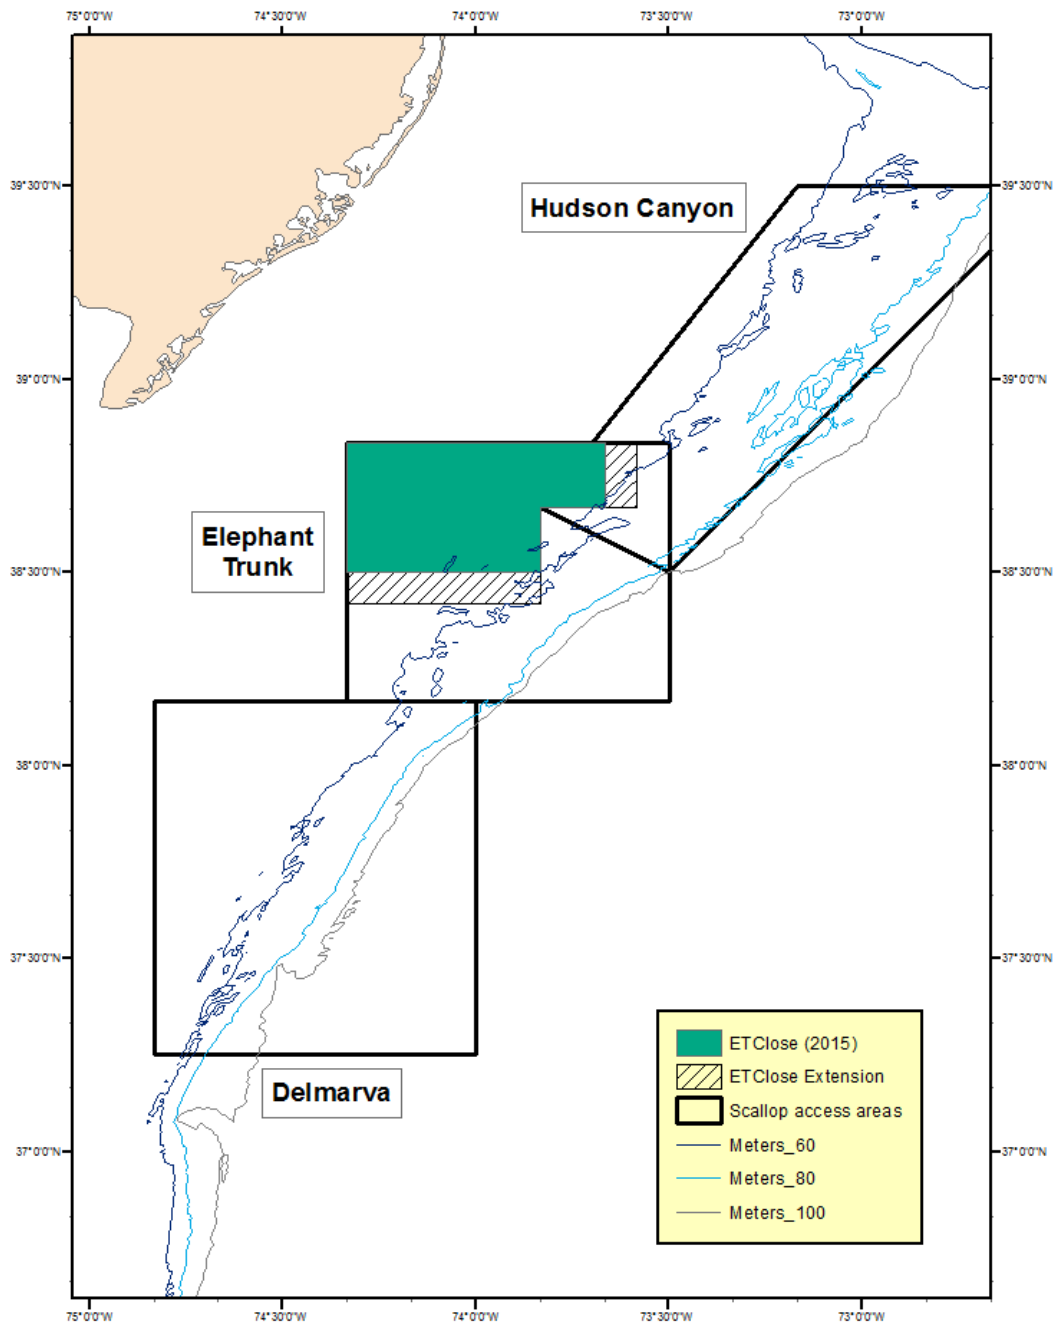 75°0'0"W 74°30'0"W 74°0'0"W 73°30'0"W 73°0'0"W
39°30'0"N 39°30'0"N
Hudson Canyon
39°0'0"N 39°0'0"N
Elephant
Trunk
38°30'0"N 38°30'0"N
38°0'0"N 38°0'0"N
37°30'0"N 37°30'0"N
Delmarva
ETClose (2015)
ETClose Extension
Scallop access areas
Meters_60
Meters_80
Meters_100
37°0'0"N 37°0'0"N
75°0'0"W 74°30'0"W 74°0'0"W 73°30'0"W 73°0'0"W